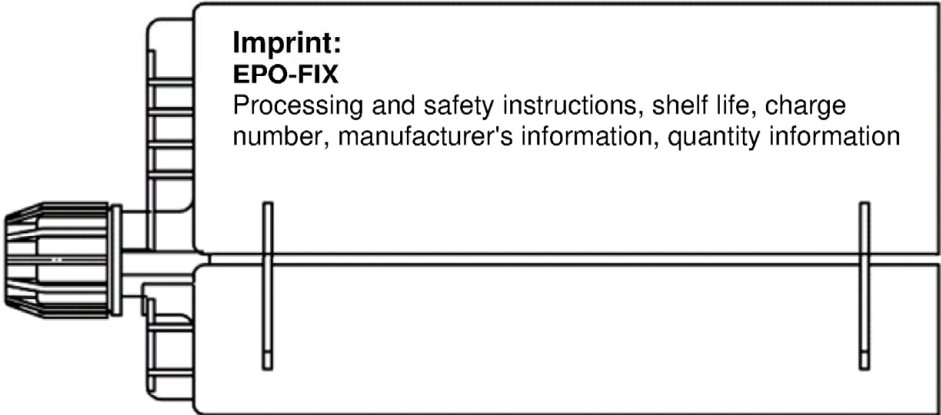 Imprint:
EPO-FIX
Processing and safety instructions, shelf life, charge
number, manufacturer's information, quantity information